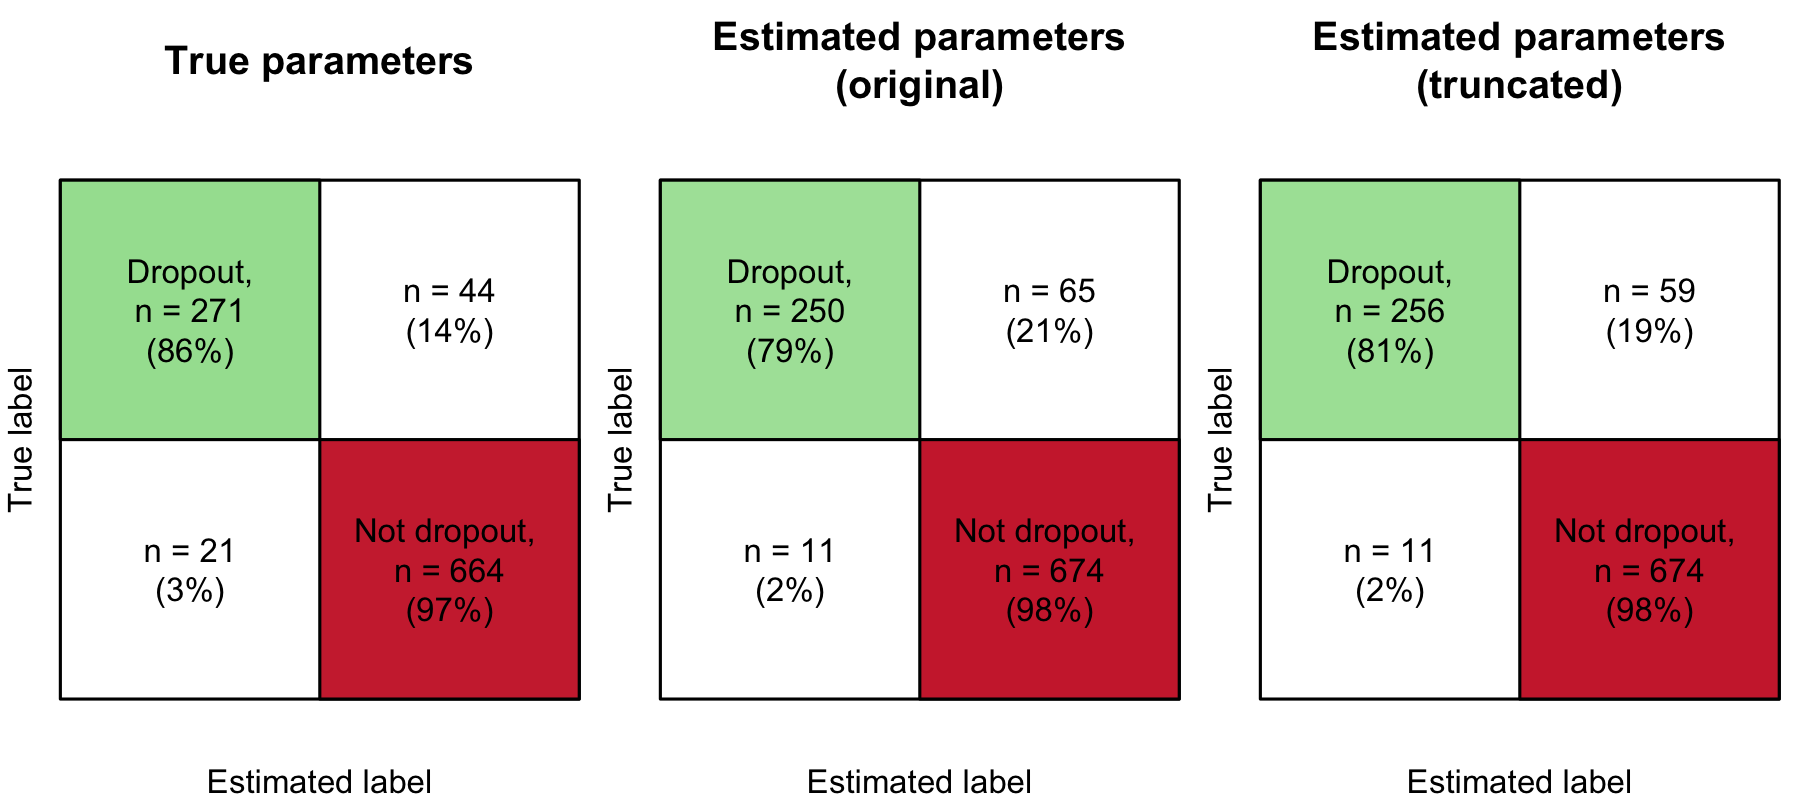 True parameters
True label
Dropout,
n = 271
(86%)
n = 44
(14%)
n = 21
(3%)
Not dropout,
n = 664
(97%)
Estimated label
Estimated parameters
(original)
True label
Dropout,
n = 250
(79%)
n = 65
(21%)
n = 11
(2%)
Not dropout,
n = 674
(98%)
Estimated label
Estimated parameters
(truncated)
True label
Dropout,
n = 256
(81%)
n = 59
(19%)
n = 11
(2%)
Not dropout,
n = 674
(98%)
Estimated label